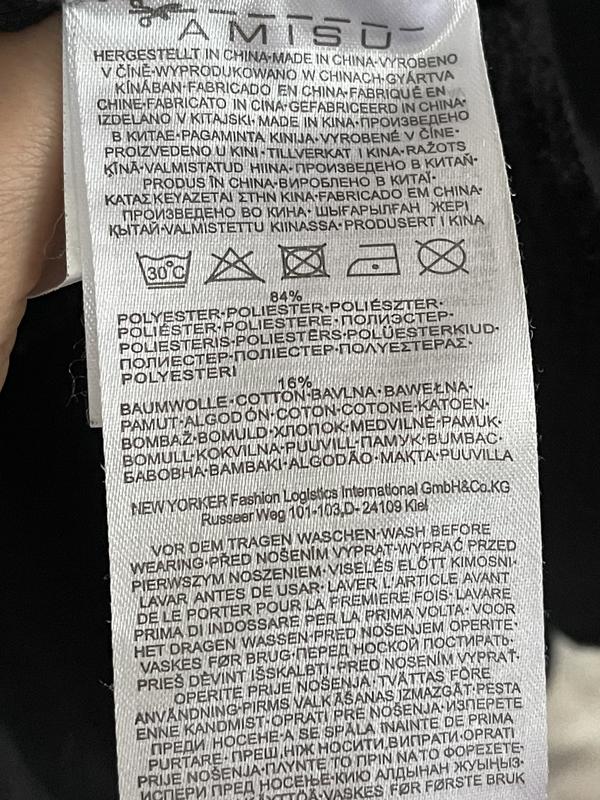 AMISU
HERGESTELLT IN CHINA·MADE IN CHINA·VYROBENO
V ČÍNĚ·WYPRODUKOWANO W CHINACH·GYÁRTVA
KÍNÁBAN·FABRICADO EN CHINA·FABRIQUÉ EN
CHINE·FABRICATO IN CINA·GEFABRICEERD IN CHINA·
IZDELANO V KITAJSKI·MADE IN KINA·ПРОИЗВЕДЕНО
В КИТАЕ·PAGAMINTA KINIJA·VYROBENÉ V ČÍNE·
PROIZVEDENO U KINI·TILLVERKAT I KINA·RAŽOTS
ĶĪNĀ·VALMISTATUD HIINA·ПРОИЗВЕДЕНО В КИТАЙ·
PRODUS ÎN CHINA·ВИРОБЛЕНО В КИТАЇ·
ΚΑΤΑΣΚΕΥΑΖΕΤΑΙ ΣΤΗΝ ΚΙΝΑ·FABRICADO EM CHINA·
ПРОИЗВЕДЕНО ВО КИНА·ШЫҒАРЫЛҒАН ЖЕРІ
ҚЫТАЙ·VALMISTETTU KIINASSA·PRODUSERT I KINA
30°C
84%
POLYESTER·POLIESTER·POLIÉSZTER·
POLIÉSTER·POLIESTERE·ПОЛИЭСТЕР·
POLIESTERIS·POLIESTĒRS·POLÜESTERKIUD·
ПОЛИЕСТЕР·ПОЛІЕСТЕР·ΠΟΛΥΕΣΤΕΡΑΣ·
POLYESTERI
16%
BAUMWOLLE·COTTON·BAVLNA·BAWEŁNA·
PAMUT·ALGODÓN·COTON·COTONE·KATOEN·
BOMBAŽ·BOMULD·ХЛОПОК·MEDVILNĖ·PAMUK·
BOMULL·KOKVILNA·PUUVILL·ПАМУК·BUMBAC·
БАВОВНА·ΒΑΜΒΑΚΙ·ALGODÃO·МАҚТА·PUUVILLA
NEW YORKER Fashion Logistics International GmbH&Co.KG
Russeer Weg 101-103,D- 24109 Kiel
VOR DEM TRAGEN WASCHEN·WASH BEFORE
WEARING·PŘED NOŠENÍM VYPRAT·WYPRAĆ PRZED
PIERWSZYM NOSZENIEM·VISELÉS ELŐTT KIMOSNI·
LAVAR ANTES DE USAR·LAVER L'ARTICLE AVANT
DE LE PORTER POUR LA PREMIERE FOIS·LAVARE
PRIMA DI INDOSSARE PER LA PRIMA VOLTA·VOOR
HET DRAGEN WASSEN·PRED NOŠENJEM OPERITE·
VASKES FØR BRUG·ПЕРЕД НОСКОЙ ПОСТИРАТЬ·
PRIEŠ DĖVINT IŠSKALBTI·PRED NOSENÍM VYPRAŤ·
OPERITE PRIJE NOŠENJA·TVÄTTAS FÖRE
ANVÄNDNING·PIRMS VALKĀŠANAS IZMAZGĀT·PESTA
ENNE KANDMIST·OPRATI PRE NOŠENJA·ИЗПЕРЕТЕ
ПРЕДИ НОСЕНЕ·A SE SPĂLA ÎNAINTE DE PRIMA
PURTARE·ПРЕШ,НІЖ НОСИТИ,ВИПРАТИ·OPRATI
PRIJE NOŠENJA·ΠΛΥΝΤΕ ΤΟ ΠΡΙΝ ΝΑ ΤΟ ΦΟΡΕΣΕΤΕ·
ИСПЕРИ ПРЕД НОСЕЊЕ·КИЮ АЛДЫНАН ЖУЫҢЫЗ·
VASKES FØR FØRSTE BRUK